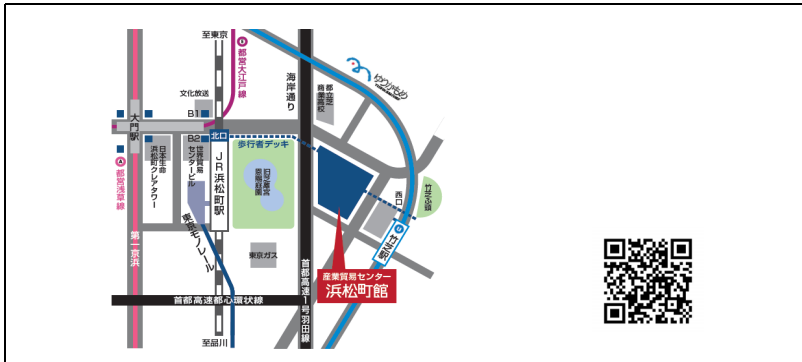 至東京
都営大江戸線
ゆりかもめ
海岸通り
都立芝
商業高校
文化放送
B1
大門駅
B2
北口
歩行者デッキ
日本生命
浜松町クレアタワー
世界貿易
センタービル
JR浜松町駅
旧芝離宮
恩賜庭園
A
都営浅草線
西口
竹芝ふ頭
竹芝駅
東京モノレール
第一京浜
東京ガス
産業貿易センター
浜松町館
首都高速都心環状線
首都高速1号羽田線
至品川